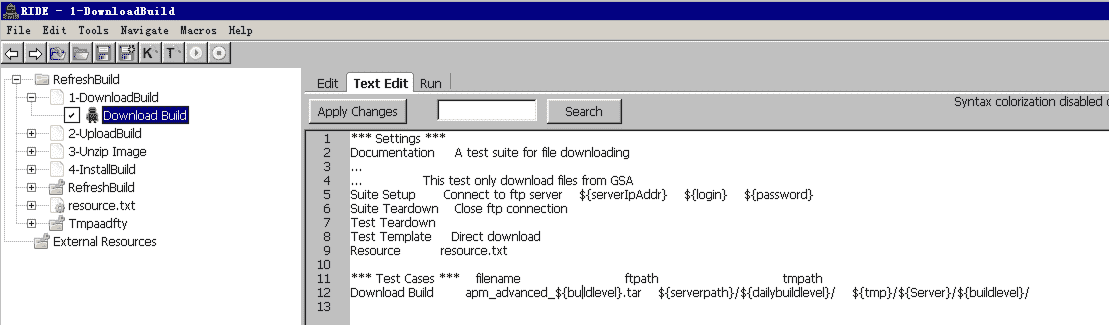 RIDE - 1-DownloadBuild
File Edit Tools Navigate Macros Help
K T
RefreshBuild
1-DownloadBuild
Download Build
2-UploadBuild
3-Unzip Image
4-InstallBuild
RefreshBuild
resource.txt
Tmpaadfty
External Resources
Edit Text Edit Run
Apply Changes Search
Syntax colorization disabled
1 *** Settings ***
2 Documentation A test suite for file downloading
3 ...
4 ... This test only download files from GSA
5 Suite Setup Connect to ftp server ${serverIpAddr} ${login} ${password}
6 Suite Teardown Close ftp connection
7 Test Teardown
8 Test Template Direct download
9 Resource resource.txt
10
11 *** Test Cases *** filename ftpath tmpath
12 Download Build apm_advanced_${buildlevel}.tar ${serverpath}/${dailybuildlevel}/ ${tmp}/${Server}/${buildlevel}/
13